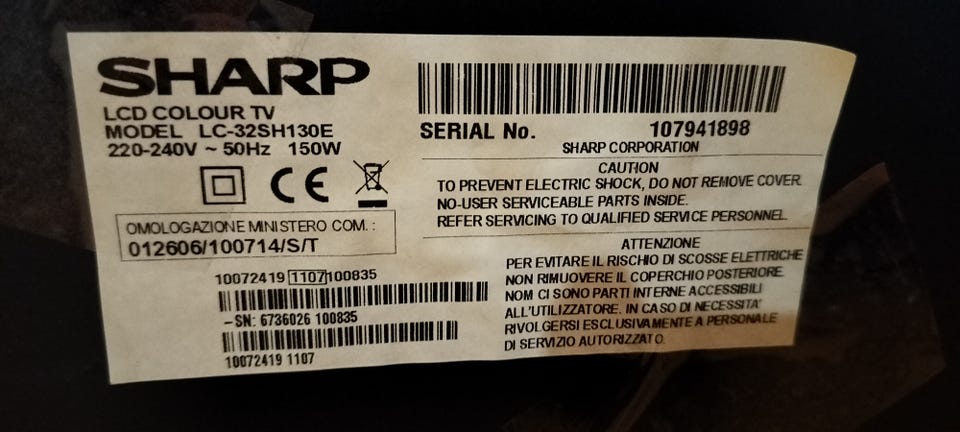 SHARP
LCD COLOUR TV
MODEL LC-32SH130E
220-240V ~ 50Hz 150W
CE
OMOLOGAZIONE MINISTERO COM. :
012606/100714/S/T
10072419 1107 100835
-SN: 6736026 100835
10072419 1107
SERIAL No. 107941898
SHARP CORPORATION
CAUTION
TO PREVENT ELECTRIC SHOCK, DO NOT REMOVE COVER.
NO-USER SERVICEABLE PARTS INSIDE.
REFER SERVICING TO QUALIFIED SERVICE PERSONNEL.
ATTENZIONE
PER EVITARE IL RISCHIO DI SCOSSE ELETTRICHE
NON RIMUOVERE IL COPERCHIO POSTERIORE.
NOM CI SONO PARTI INTERNE ACCESSIBILI
ALL'UTILIZZATORE. IN CASO DI NECESSITA'
RIVOLGERSI ESCLUSIVAMENTE A PERSONALE
DI SERVIZIO AUTORIZZATO.